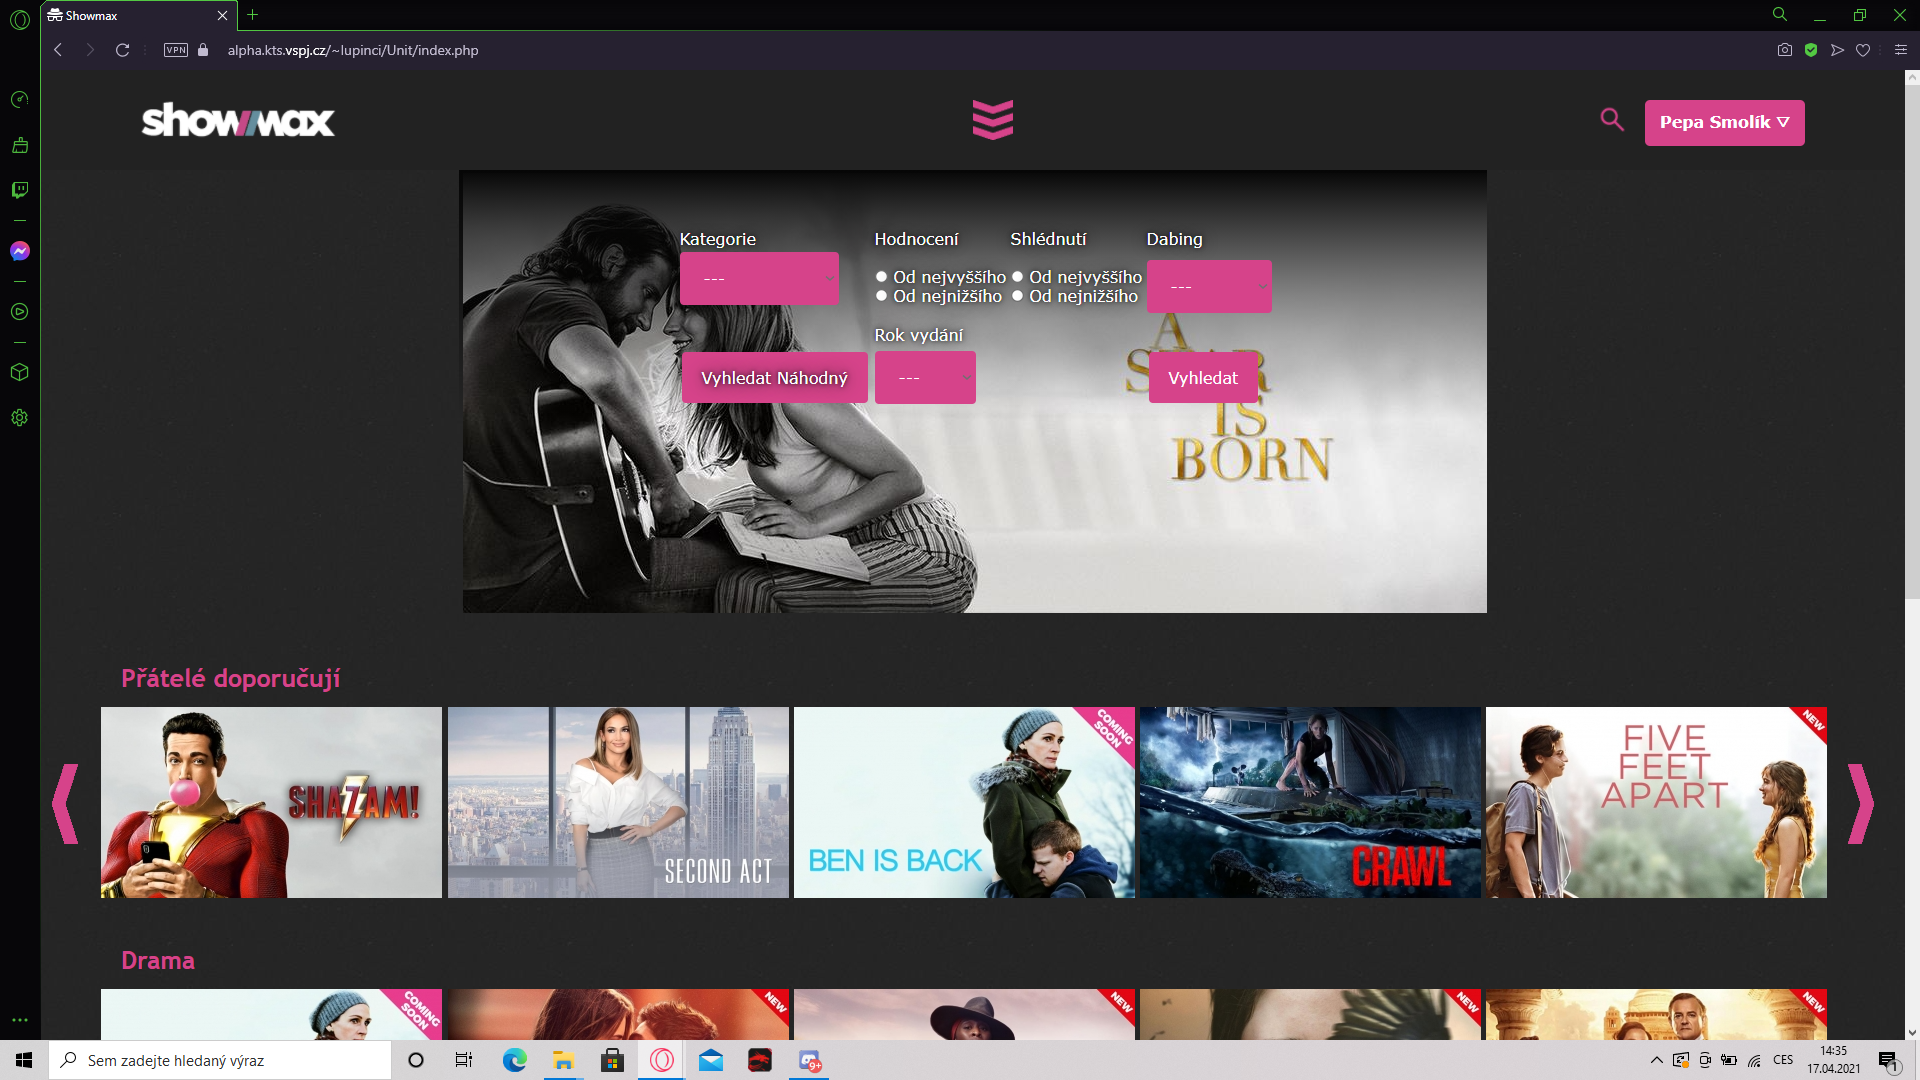 Showmax
VPN
alpha.kts.vspj.cz/~lupinci/Unit/index.php
showmax
Pepa Smolík ▽
Kategorie
Hodnocení
Shlédnutí
Dabing
---
Od nejvyššího
Od nejvyššího
---
Od nejnižšího
Od nejnižšího
Rok vydání
Vyhledat Náhodný
---
Vyhledat
A
STAR
IS
BORN
Přátelé doporučují
SHAZAM!
SECOND ACT
COMING SOON
BEN IS BACK
CRAWL
NEW
FIVE
FEET
APART
Drama
COMING SOON
NEW
NEW
NEW
NEW
Sem zadejte hledaný výraz
9+
CES
14:35
17.04.2021
1